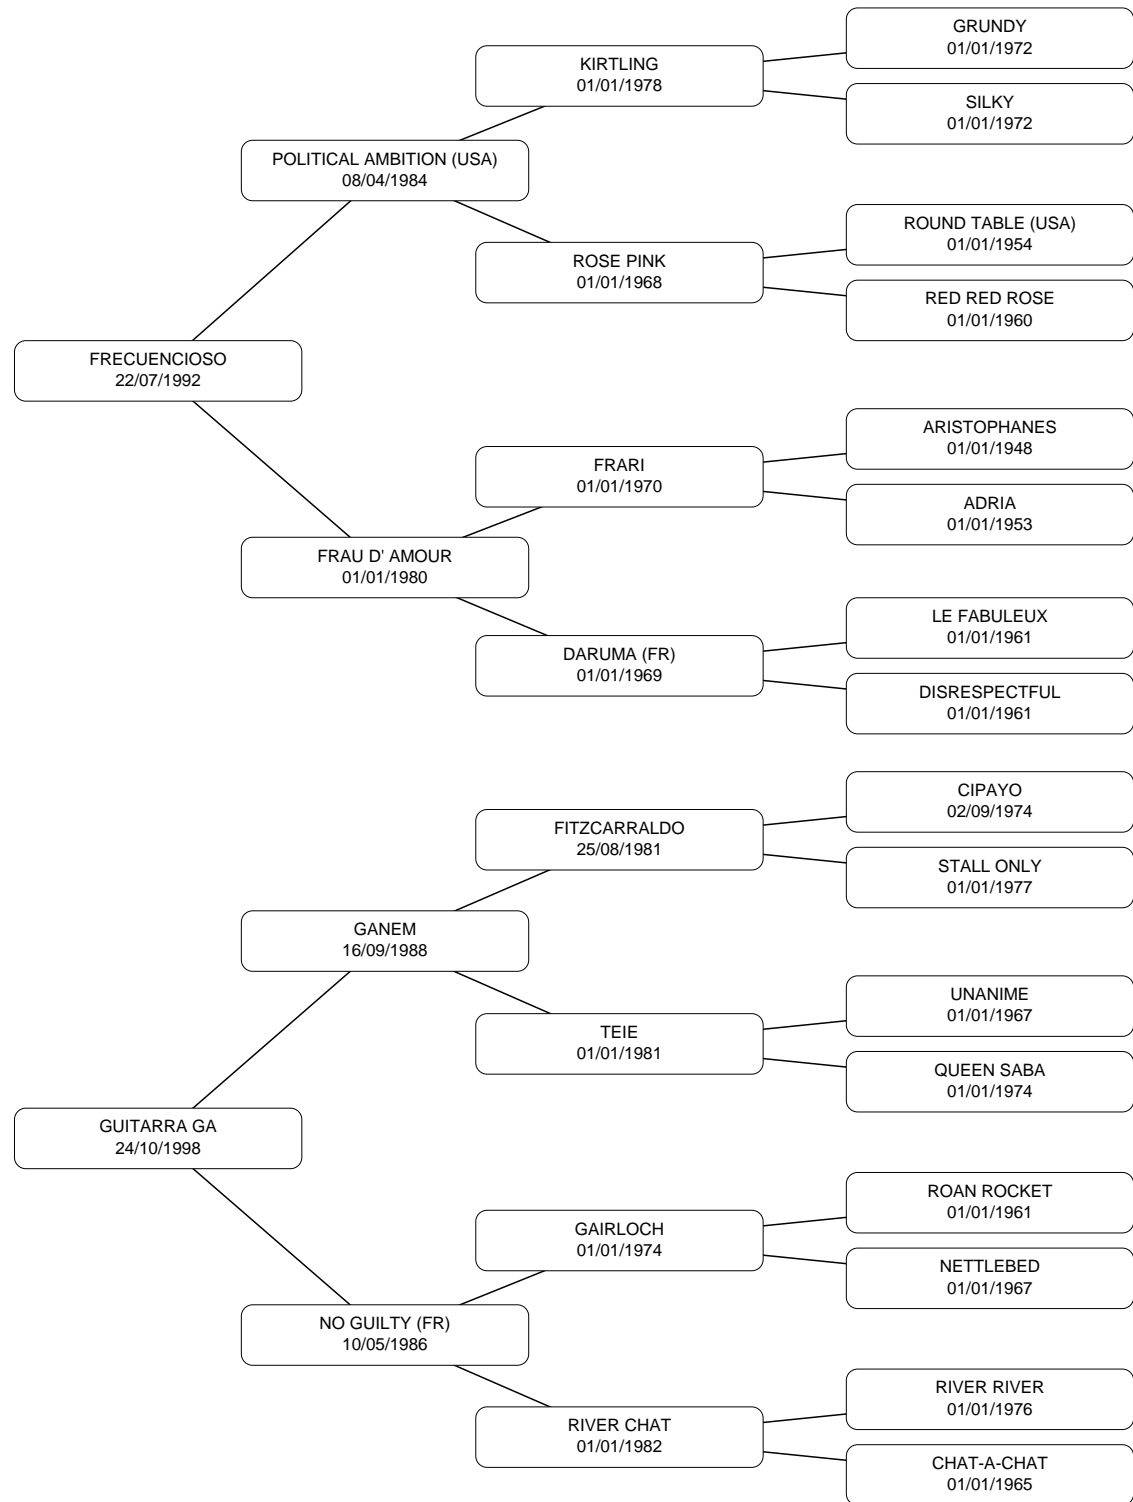 GRUNDY
01/01/1972
KIRTLING
01/01/1978
SILKY
01/01/1972
POLITICAL AMBITION (USA)
08/04/1984
ROUND TABLE (USA)
01/01/1954
ROSE PINK
01/01/1968
RED RED ROSE
01/01/1960
FRECUENCIOSO
22/07/1992
ARISTOPHANES
01/01/1948
FRARI
01/01/1970
ADRIA
01/01/1953
FRAU D' AMOUR
01/01/1980
LE FABULEUX
01/01/1961
DARUMA (FR)
01/01/1969
DISRESPECTFUL
01/01/1961
CIPAYO
02/09/1974
FITZCARRALDO
25/08/1981
STALL ONLY
01/01/1977
GANEM
16/09/1988
UNANIME
01/01/1967
TEIE
01/01/1981
QUEEN SABA
01/01/1974
GUITARRA GA
24/10/1998
ROAN ROCKET
01/01/1961
GAIRLOCH
01/01/1974
NETTLEBED
01/01/1967
NO GUILTY (FR)
10/05/1986
RIVER RIVER
01/01/1976
RIVER CHAT
01/01/1982
CHAT-A-CHAT
01/01/1965